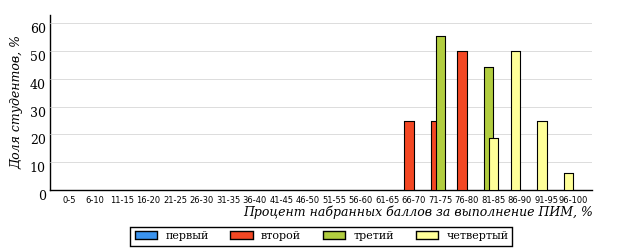 Доля студентов, %
60
50
40
30
20
10
0
0-5 6-10 11-15 16-20 21-25 26-30 31-35 36-40 41-45 46-50 51-55 56-60 61-65 66-70 71-75 76-80 81-85 86-90 91-95 96-100
Процент набранных баллов за выполнение ПИМ, %
первый второй третий четвертый